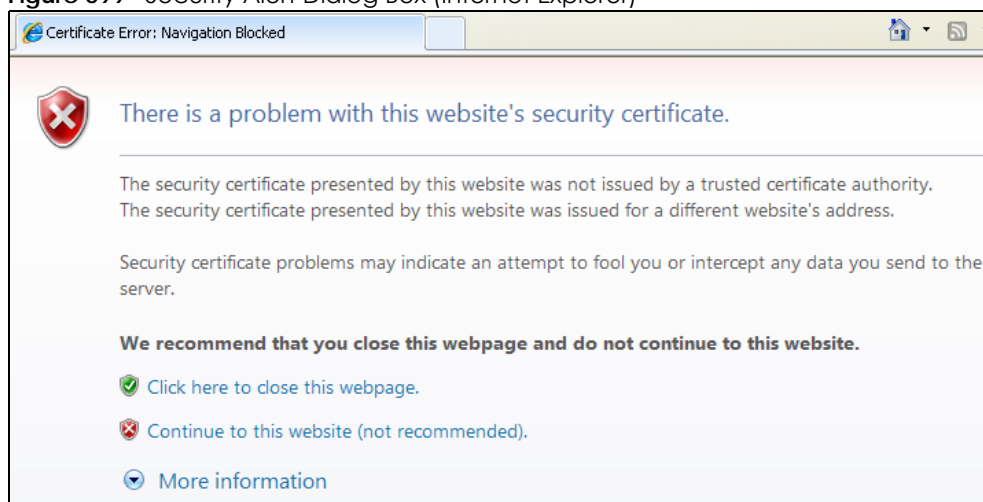 Certificate Error: Navigation Blocked
There is a problem with this website's security certificate.
The security certificate presented by this website was not issued by a trusted certificate authority.
The security certificate presented by this website was issued for a different website's address.
Security certificate problems may indicate an attempt to fool you or intercept any data you send to the
server.
We recommend that you close this webpage and do not continue to this website.
Click here to close this webpage.
Continue to this website (not recommended).
More information